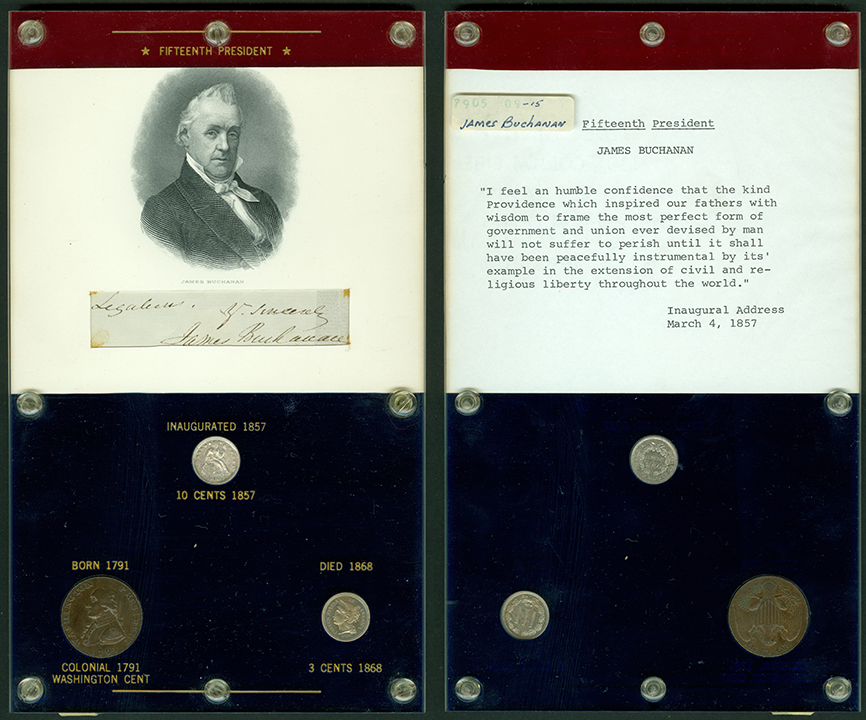 ★ FIFTEENTH PRESIDENT ★
JAMES BUCHANAN
Legation.
Yr. sincerely
James Buchanan
INAUGURATED 1857
10 CENTS 1857
BORN 1791
COLONIAL 1791
WASHINGTON CENT
DIED 1868
3 CENTS 1868
-15
JAMES BUCHANAN
Fifteenth President
JAMES BUCHANAN
"I feel an humble confidence that the kind
Providence which inspired our fathers with
wisdom to frame the most perfect form of
government and union ever devised by man
will not suffer to perish until it shall
have been peacefully instrumental by its'
example in the extension of civil and re-
ligious liberty throughout the world."
Inaugural Address
March 4, 1857